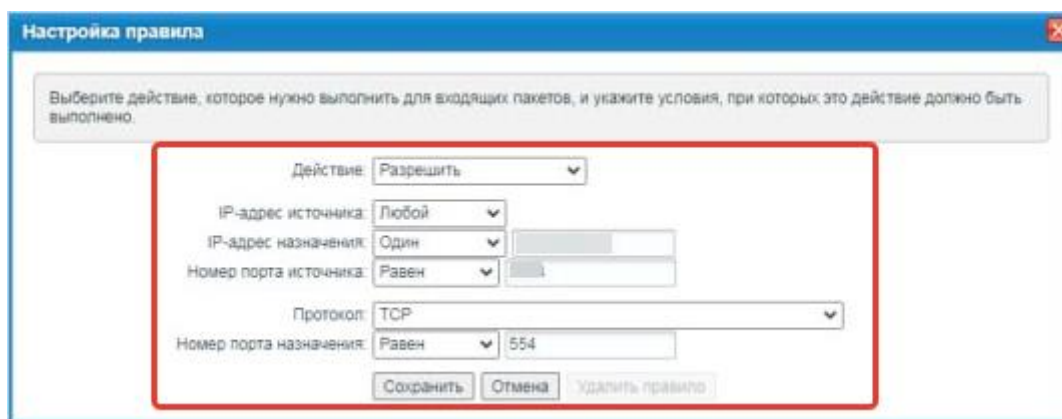 Настройка правила
Выберите действие, которое нужно выполнить для входящих пакетов, и укажите условия, при которых это действие должно быть
выполнено.
Действие: Разрешить
IP-адрес источника: Любой
IP-адрес назначения: Один
Номер порта источника: Равен
Протокол: TCP
Номер порта назначения: Равен 554
Сохранить Отмена Удалить правило